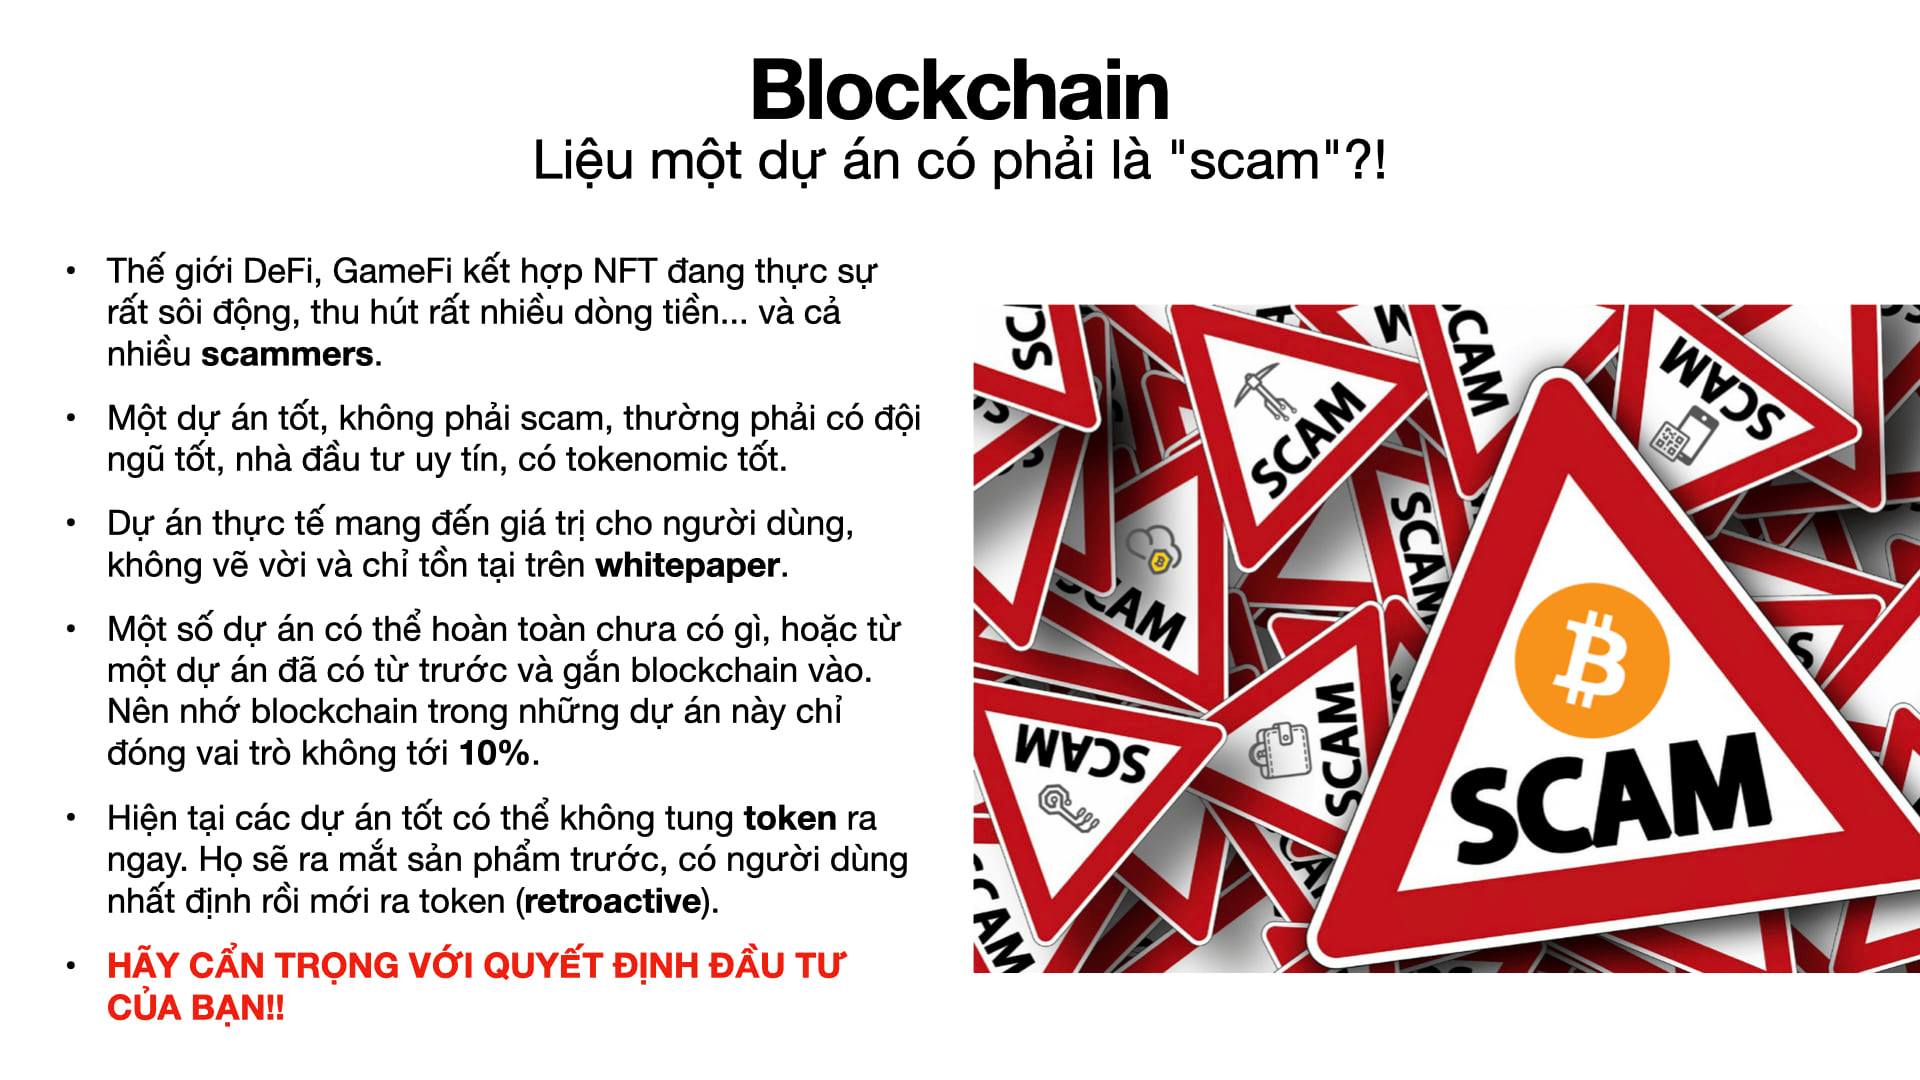 Blockchain
Liệu một dự án có phải là "scam"?!
• Thế giới DeFi, GameFi kết hợp NFT đang thực sự
rất sôi động, thu hút rất nhiều dòng tiền... và cả
nhiều scammers.
• Một dự án tốt, không phải scam, thường phải có đội
ngũ tốt, nhà đầu tư uy tín, có tokenomic tốt.
• Dự án thực tế mang đến giá trị cho người dùng,
không vẽ vời và chỉ tồn tại trên whitepaper.
• Một số dự án có thể hoàn toàn chưa có gì, hoặc từ
một dự án đã có từ trước và gắn blockchain vào.
Nên nhớ blockchain trong những dự án này chỉ
đóng vai trò không tới 10%.
• Hiện tại các dự án tốt có thể không tung token ra
ngay. Họ sẽ ra mắt sản phẩm trước, có người dùng
nhất định rồi mới ra token (retroactive).
• HÃY CẨN TRỌNG VỚI QUYẾT ĐỊNH ĐẦU TƯ
CỦA BẠN!!
SCAM
SCAM
SCAM
SCAM
SCAM
SCAM
SCAM
SCAM
SCAM